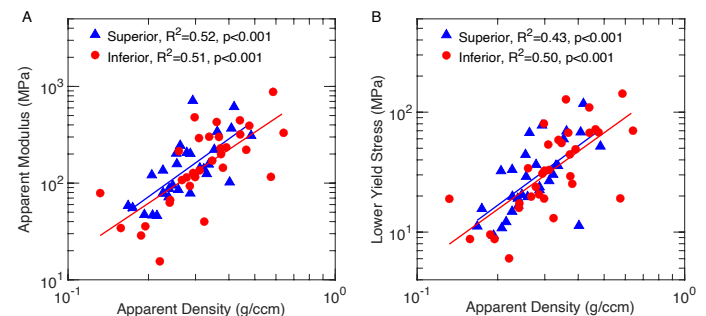 A
Superior, R²=0.52, p<0.001
Inferior, R²=0.51, p<0.001
Apparent Modulus (MPa)
10³
10²
10¹
10⁻¹
10⁰
Apparent Density (g/ccm)
B
Superior, R²=0.43, p<0.001
Inferior, R²=0.50, p<0.001
Lower Yield Stress (MPa)
10²
10¹
10⁻¹
10⁰
Apparent Density (g/ccm)